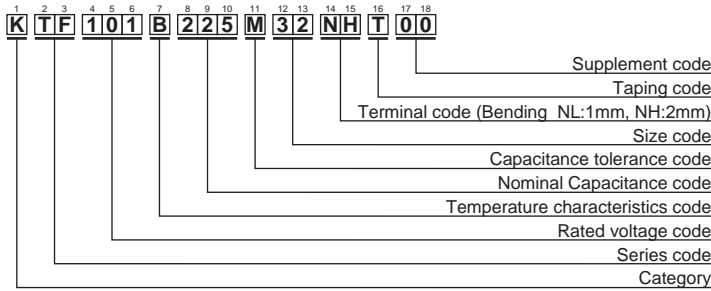 1 2 3 4 5 6 7 8 9 10 11 12 13 14 15 16 17 18
K TF 101 B 225 M 32 NH T 00
Supplement code
Taping code
Terminal code (Bending NL:1mm, NH:2mm)
Size code
Capacitance tolerance code
Nominal Capacitance code
Temperature characteristics code
Rated voltage code
Series code
Category